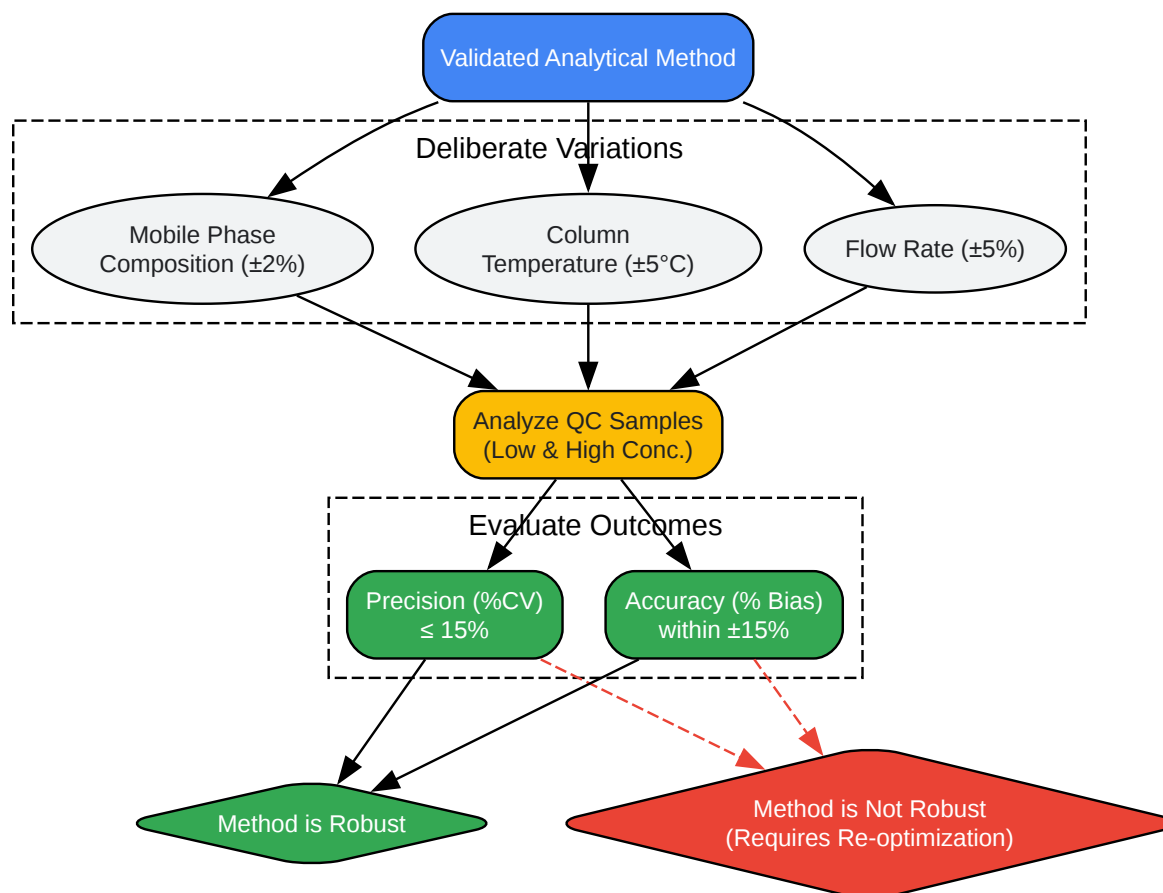 Validated Analytical Method
Deliberate Variations
Mobile Phase
Composition (±2%)
Column
Temperature (±5°C)
Flow Rate (±5%)
Analyze QC Samples
(Low & High Conc.)
Evaluate Outcomes
Precision (%CV)
≤ 15%
Accuracy (% Bias)
within ±15%
Method is Robust
Method is Not Robust
(Requires Re-optimization)